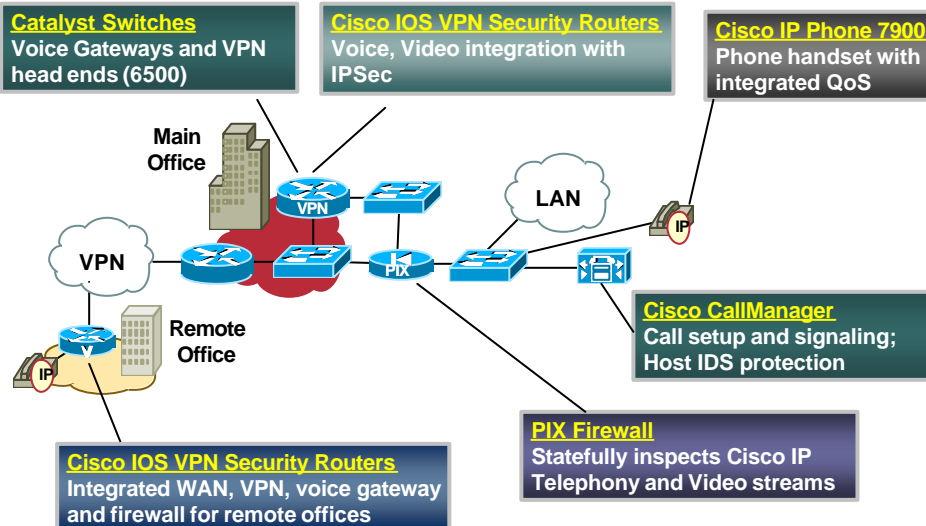 Catalyst Switches
Voice Gateways and VPN
head ends (6500)
Cisco IOS VPN Security Routers
Voice, Video integration with
IPSec
Cisco IP Phone 7900
Phone handset with
integrated QoS
Main
Office
VPN
LAN
IP
VPN
PIX
Remote
Office
V
IP
Cisco CallManager
Call setup and signaling;
Host IDS protection
PIX Firewall
Statefully inspects Cisco IP
Telephony and Video streams
Cisco IOS VPN Security Routers
Integrated WAN, VPN, voice gateway
and firewall for remote offices